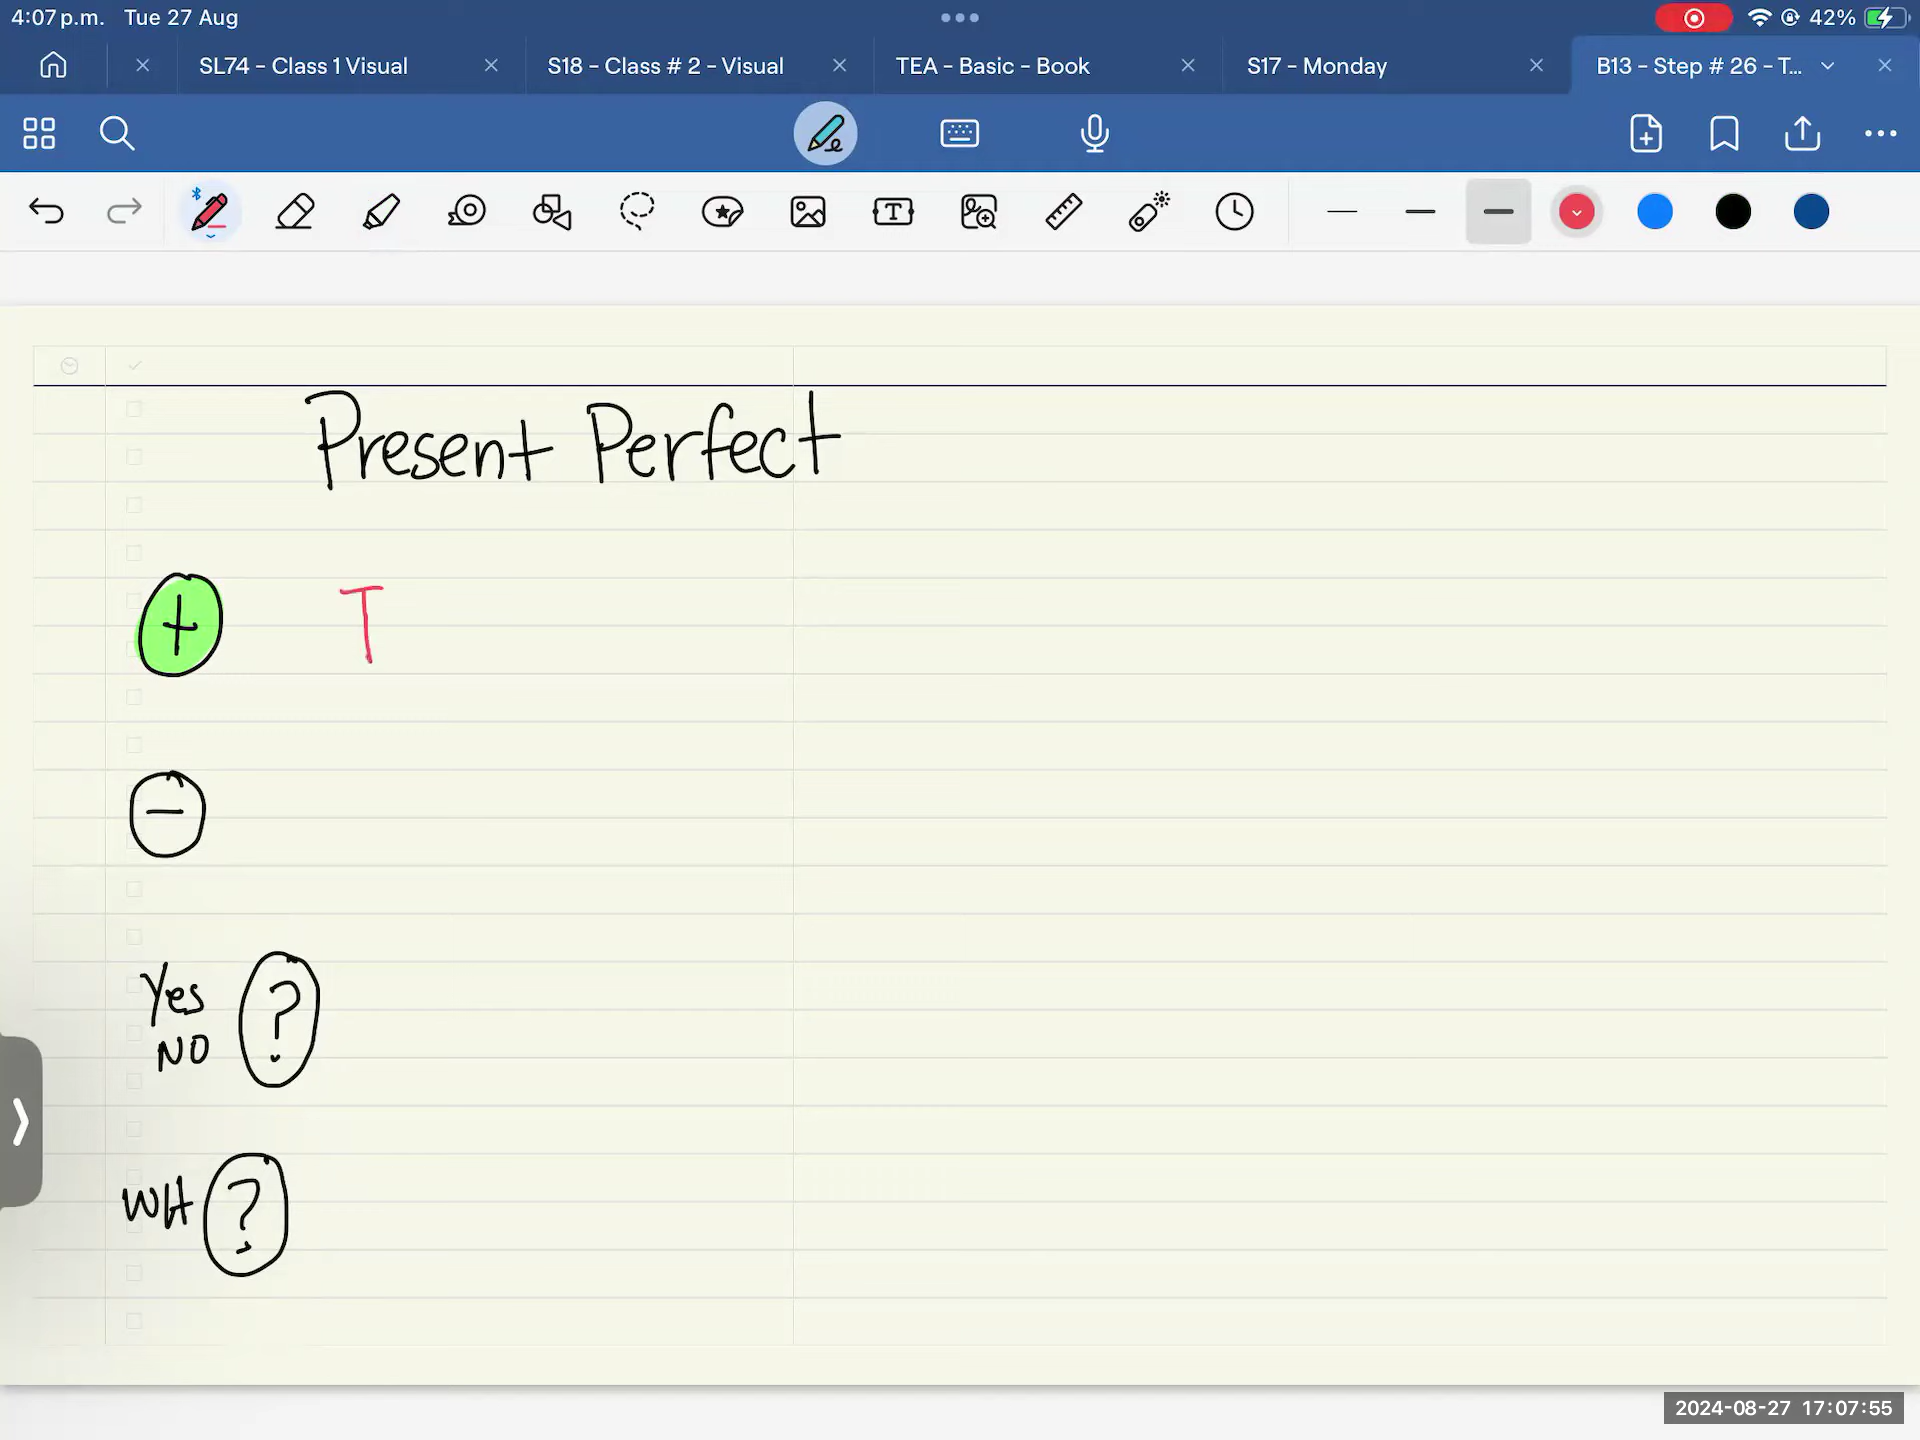 4:07 p.m. Tue 27 Aug
42%
SL74 - Class 1 Visual
S18 - Class # 2 - Visual
TEA - Basic - Book
S17 - Monday
B13 - Step # 26 - T...
Present Perfect
+ T
−
Yes
NO ?
WH ?
2024-08-27 17:07:55